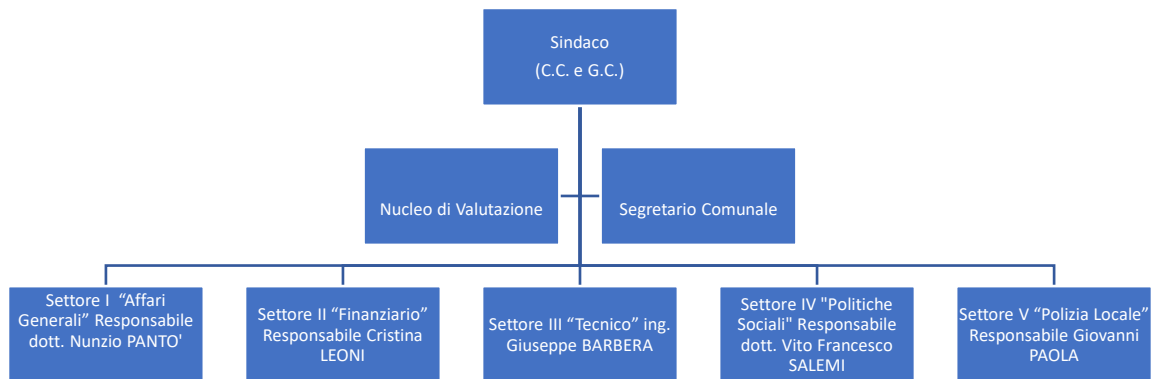 Sindaco
(C.C. e G.C.)
Nucleo di Valutazione
Segretario Comunale
Settore I “Affari
Generali” Responsabile
dott. Nunzio PANTO'
Settore II “Finanziario”
Responsabile Cristina
LEONI
Settore III “Tecnico” ing.
Giuseppe BARBERA
Settore IV "Politiche
Sociali" Responsabile
dott. Vito Francesco
SALEMI
Settore V “Polizia Locale”
Responsabile Giovanni
PAOLA